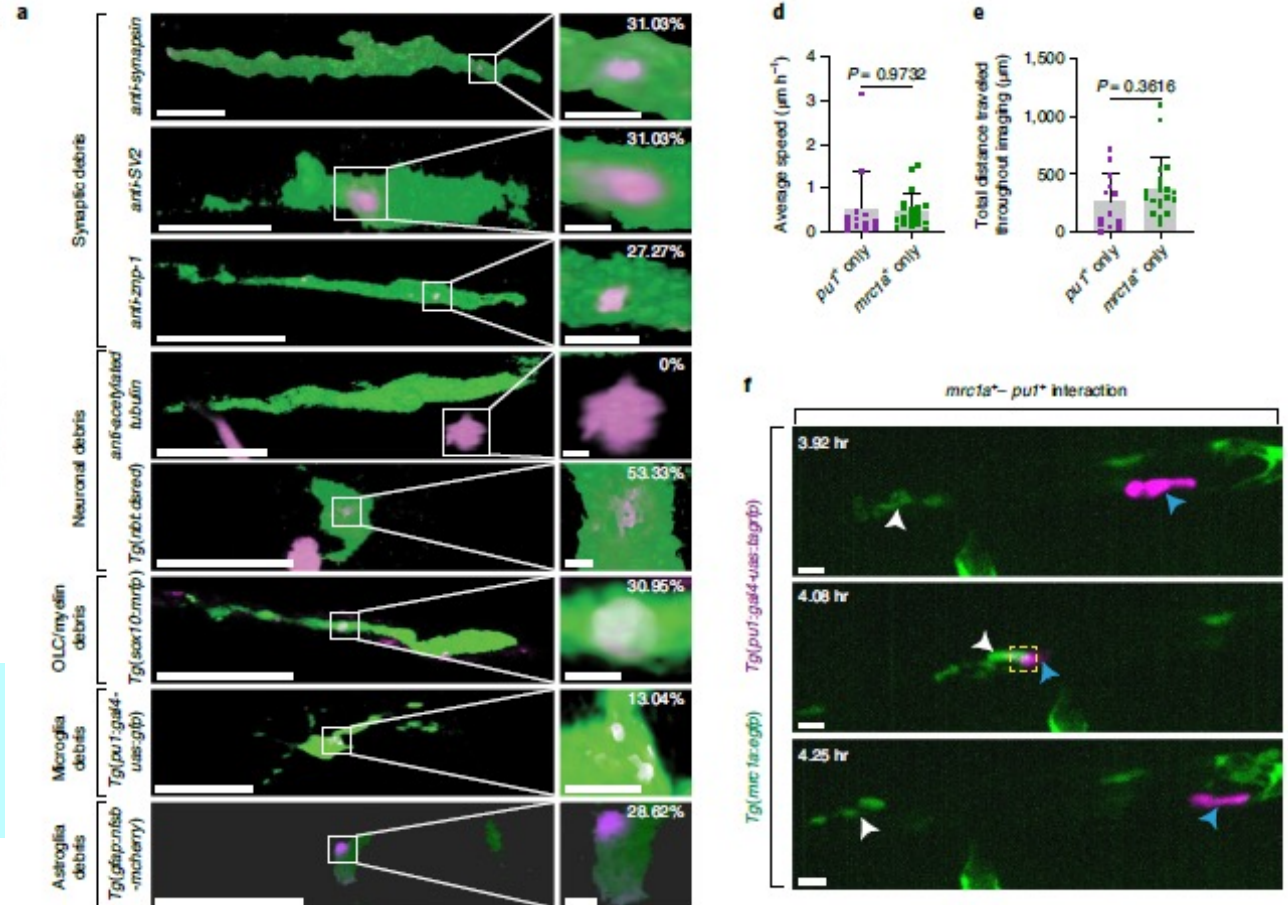 a
Synaptic debris
anti-synapsin
31.03%
anti-SV2
31.03%
anti-znp-1
27.27%
Neuronal debris
anti-acetylated
tubulin
0%
Tg(nbt:dsred)
53.33%
OLC/myelin
debris
Tg(sox10:mrfp)
30.95%
Microglia
debris
Tg(pu1:gal4-
uas:gfp)
13.04%
Astroglia
debris
Tg(gfap:nfsb
-mcherry)
28.62%
d
Average speed (µm h⁻¹)
4
3
2
1
0
P = 0.9732
pu1⁺ only
mrc1a⁺ only
e
Total distance traveled
throughout imaging (µm)
1,500
1,000
500
0
P = 0.3616
pu1⁺ only
mrc1a⁺ only
f
mrc1a⁺– pu1⁺ interaction
Tg(mrc1a:egfp) Tg(pu1:gal4-uas:tagrfp)
3.92 hr
4.08 hr
4.25 hr